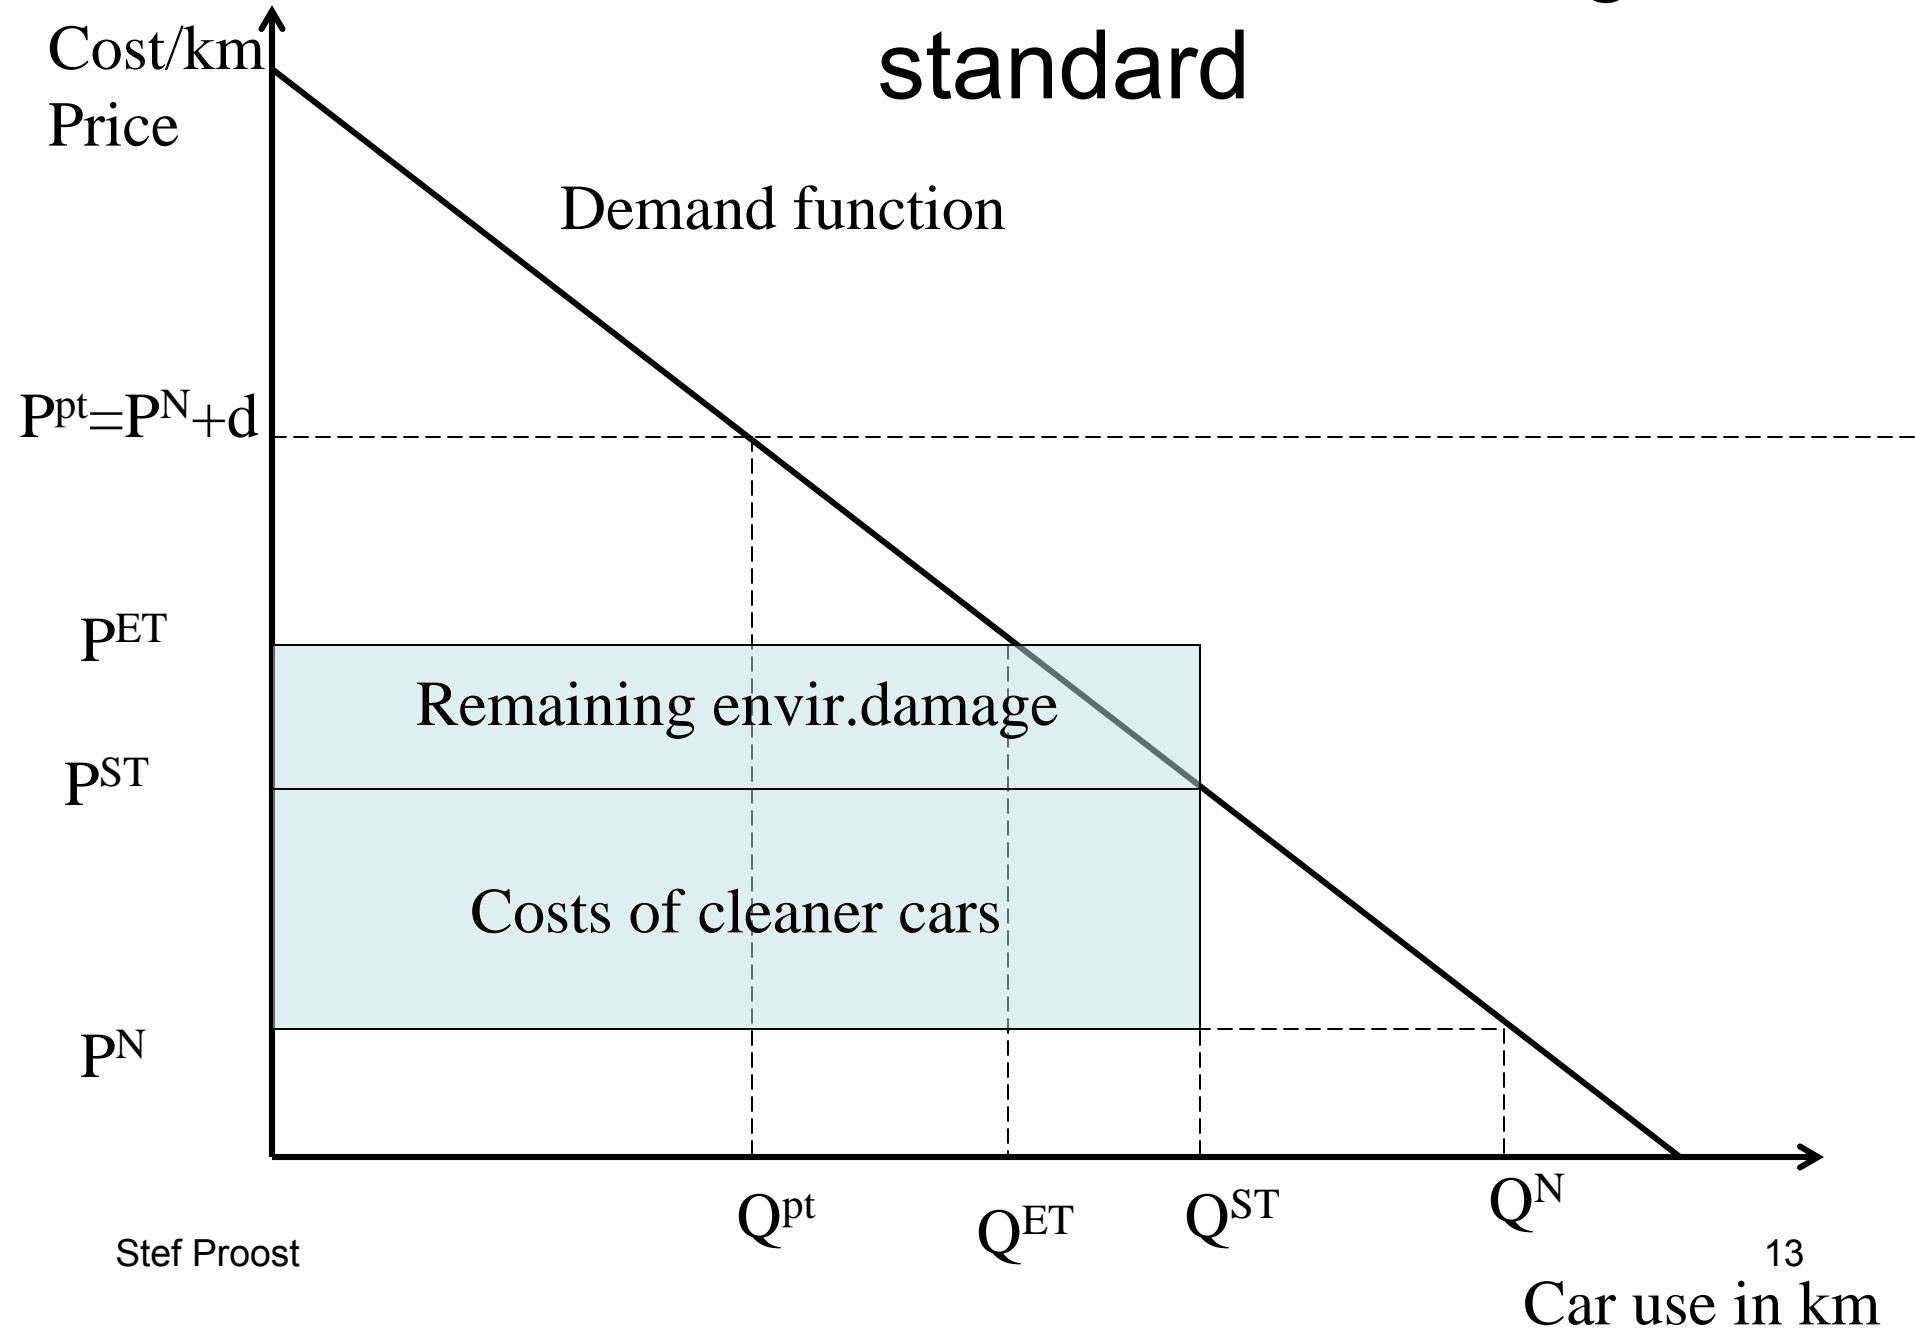 standard
Cost/km
Price
Demand function
Pᵖᵗ=Pᴺ+d
Pᴱᵀ
Remaining envir.damage
Pˢᵀ
Costs of cleaner cars
Pᴺ
Qᵖᵗ
Qᴱᵀ
Qˢᵀ
Qᴺ
Stef Proost
13
Car use in km